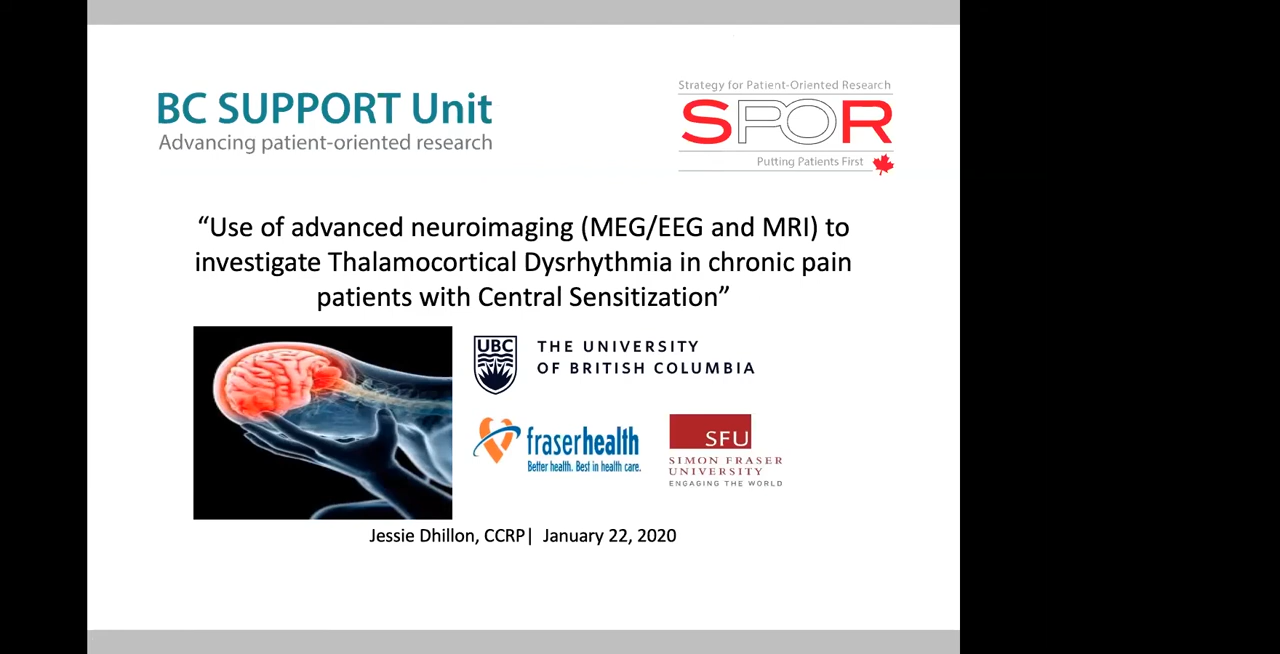 BC SUPPORT Unit
Advancing patient-oriented research
Strategy for Patient-Oriented Research
SPOR
Putting Patients First
“Use of advanced neuroimaging (MEG/EEG and MRI) to
investigate Thalamocortical Dysrhythmia in chronic pain
patients with Central Sensitization”
UBC
THE UNIVERSITY
OF BRITISH COLUMBIA
fraserhealth
Better health. Best in health care.
SFU
SIMON FRASER
UNIVERSITY
ENGAGING THE WORLD
Jessie Dhillon, CCRP| January 22, 2020